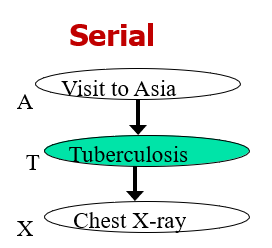 Serial
Visit to Asia
A
Tuberculosis
T
Chest X-ray
X